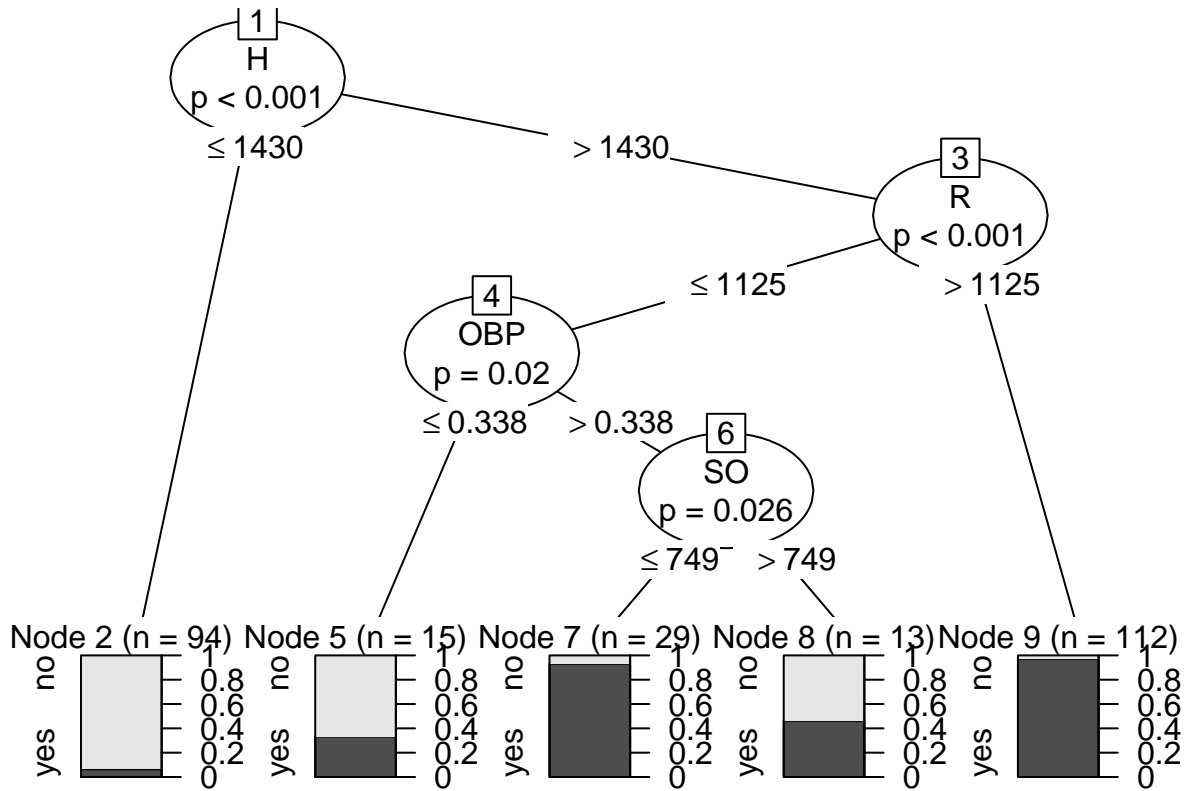 1
H
p < 0.001
≤ 1430
> 1430
3
R
p < 0.001
≤ 1125
> 1125
4
OBP
p = 0.02
≤ 0.338
> 0.338
6
SO
p = 0.026
≤ 749
> 749
Node 2 (n = 94)
no
yes
1
0.8
0.6
0.4
0.2
0
Node 5 (n = 15)
no
yes
1
0.8
0.6
0.4
0.2
0
Node 7 (n = 29)
no
yes
1
0.8
0.6
0.4
0.2
0
Node 8 (n = 13)
no
yes
1
0.8
0.6
0.4
0.2
0
Node 9 (n = 112)
no
yes
1
0.8
0.6
0.4
0.2
0